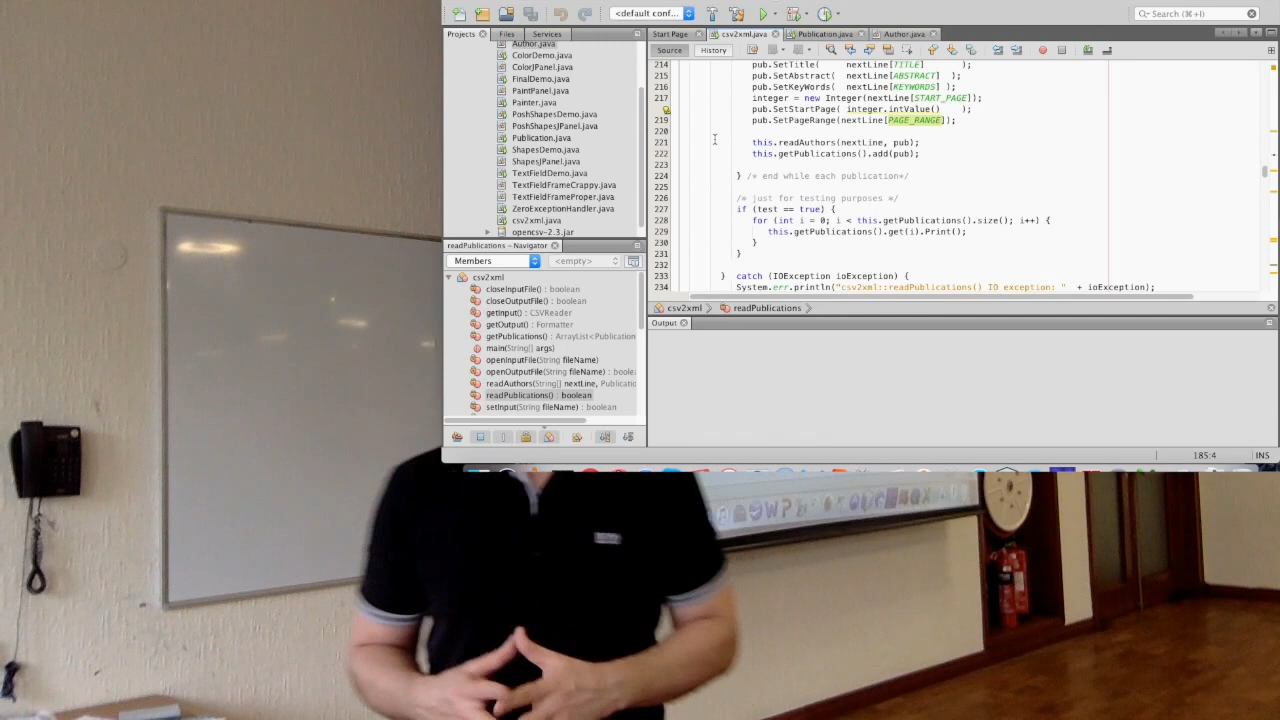 <default conf...
Search (⌘+I)
Projects
Files
Services
Start Page
csv2xml.java
Publication.java
Author.java
Source
History
Author.java
ColorDemo.java
ColorJPanel.java
FinalDemo.java
PaintPanel.java
Painter.java
PoshShapesDemo.java
PoshShapesJPanel.java
Publication.java
ShapesDemo.java
ShapesJPanel.java
TextFieldDemo.java
TextFieldFrameCrappy.java
TextFieldFrameProper.java
ZeroExceptionHandler.java
csv2xml.java
opencsv-2.3.jar
214 pub.SetTitle( nextLine[TITLE] );
215 pub.SetAbstract( nextLine[ABSTRACT] );
216 pub.SetKeyWords( nextLine[KEYWORDS] );
217 integer = new Integer(nextLine[START_PAGE]);
pub.SetStartPage( integer.intValue() );
219 pub.SetPageRange(nextLine[PAGE_RANGE]);
220
221 this.readAuthors(nextLine, pub);
222 this.getPublications().add(pub);
223
224 } /* end while each publication*/
225
226 /* just for testing purposes */
227 if (test == true) {
228 for (int i = 0; i < this.getPublications().size(); i++) {
229 this.getPublications().get(i).Print();
230 }
231 }
232
233 } catch (IOException ioException) {
234 System.err.println("csv2xml::readPublications() IO exception: " + ioException);
readPublications – Navigator
Members
<empty>
csv2xml
closeInputFile() : boolean
closeOutputFile() : boolean
getInput() : CSVReader
getOutput() : Formatter
getPublications() : ArrayList<Publication
main(String[] args)
openInputFile(String fileName)
openOutputFile(String fileName) : boolea
readAuthors(String[] nextLine, Publicatio
readPublications() : boolean
setInput(String fileName) : boolean
csv2xml
readPublications
Output
185:4
INS